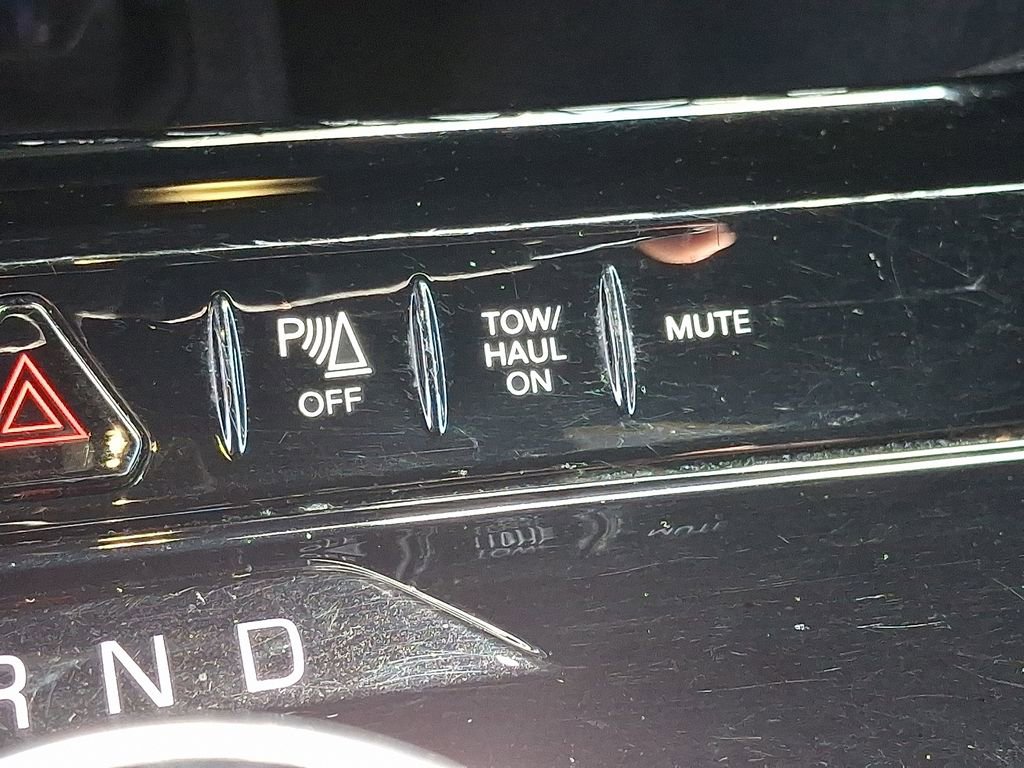 P
OFF
TOW/
HAUL
ON
MUTE
R N D